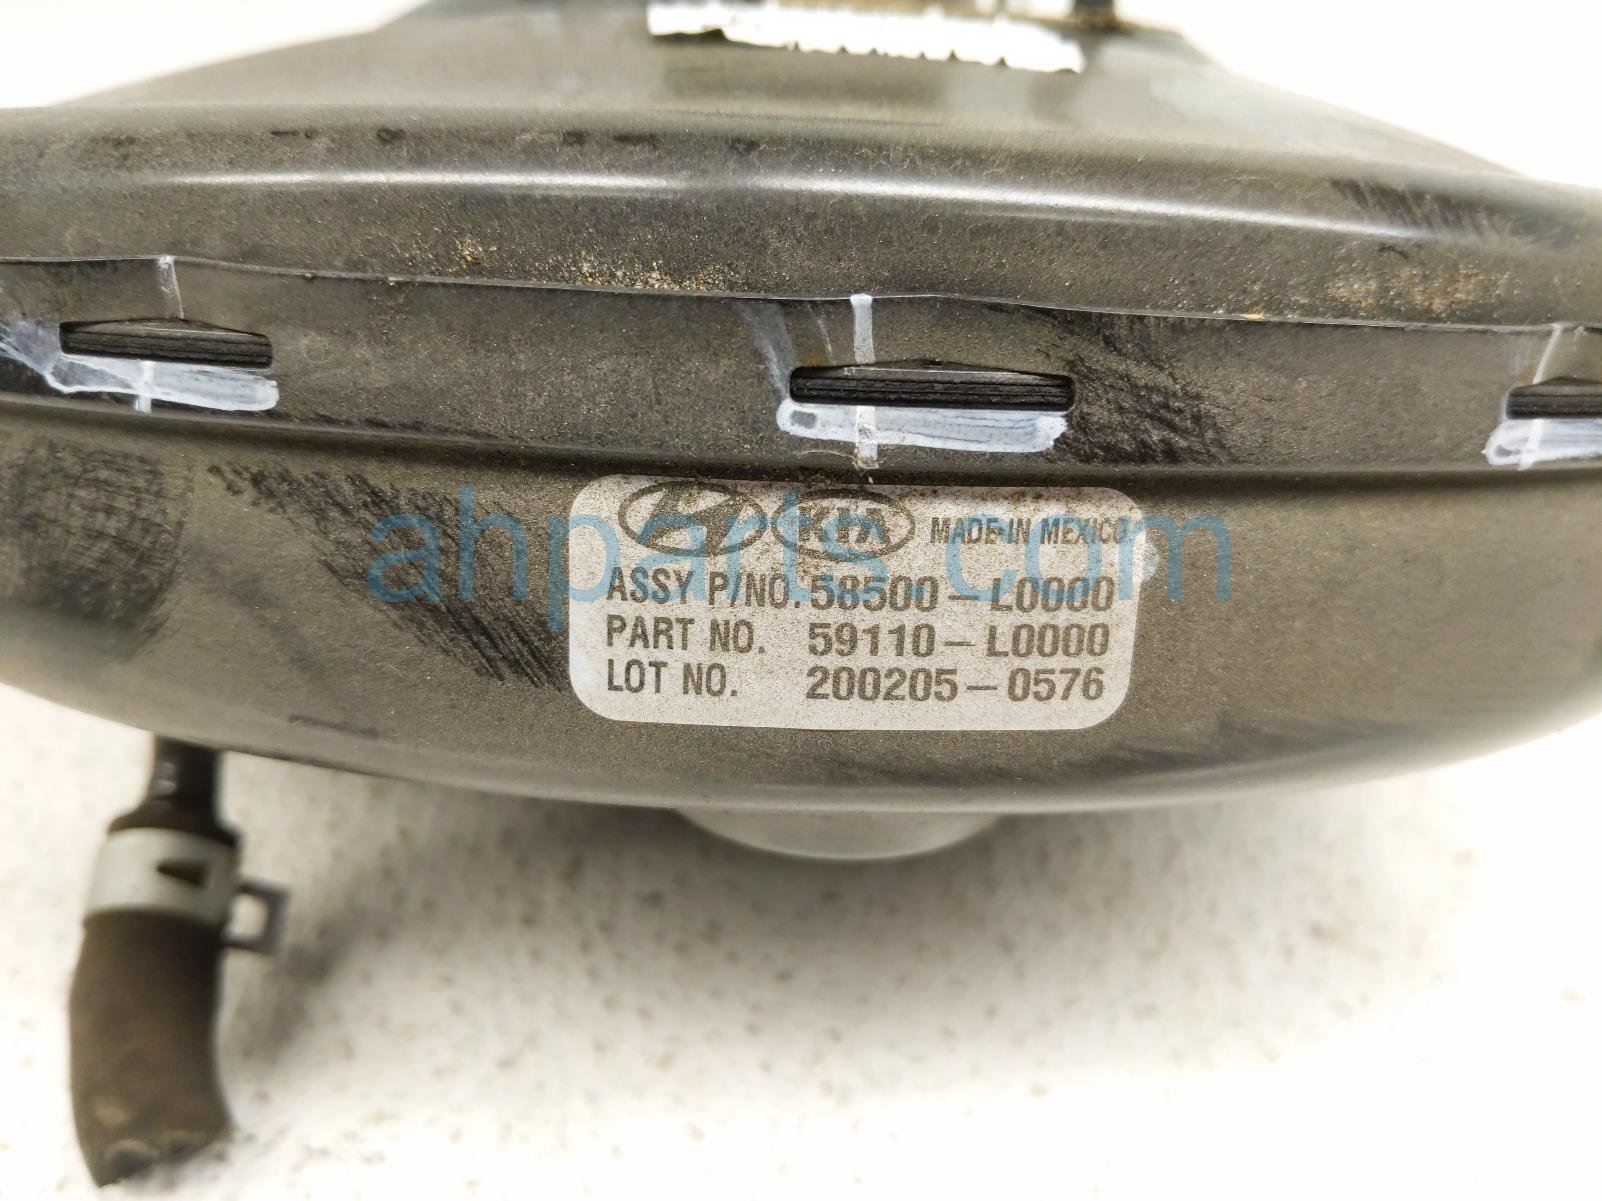 KIA MADE IN MEXICO
ASSY P/NO. 58500-L0000
PART NO. 59110-L0000
LOT NO. 200205-0576
ahparts.com